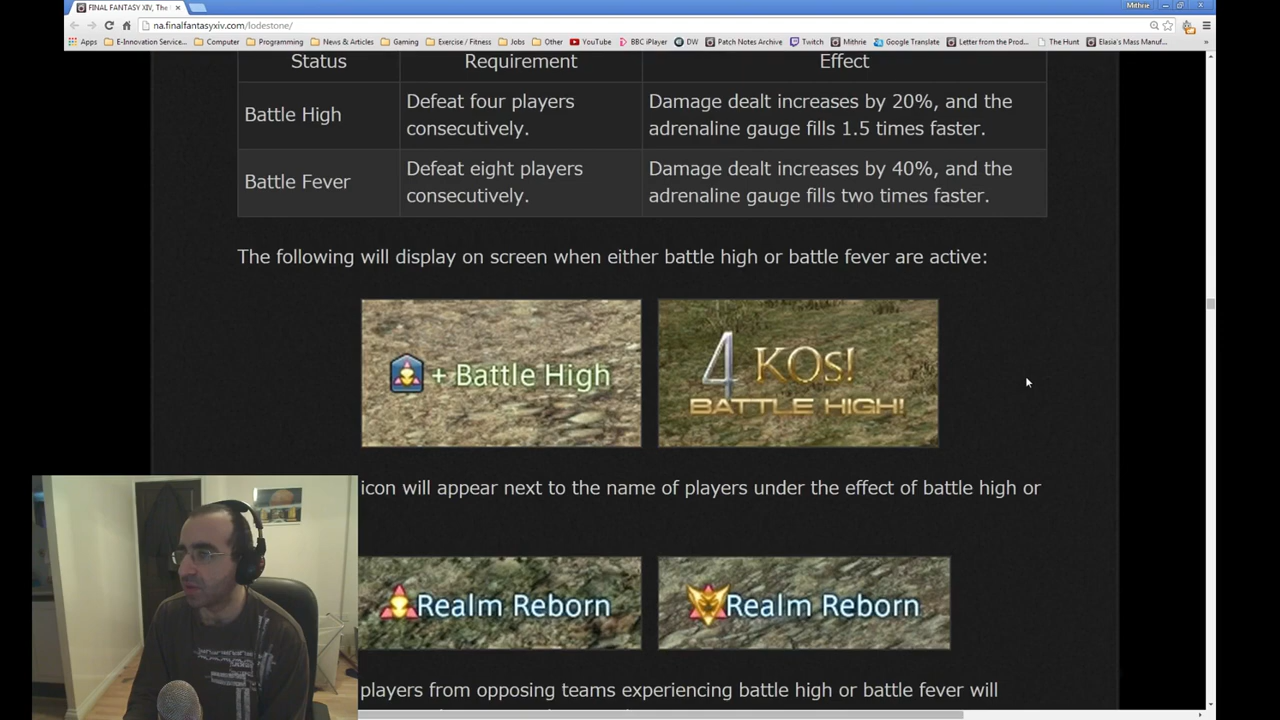 FINAL FANTASY XIV, The
Mithrie
na.finalfantasyxiv.com/lodestone/
Apps E-Innovation Service... Computer Programming News & Articles Gaming Exercise / Fitness Jobs Other YouTube BBC iPlayer DW Patch Notes Archive Twitch Mithrie Google Translate Letter from the Prod... The Hunt Elasia's Mass Manuf... »
Status Requirement Effect
Battle High Defeat four players consecutively. Damage dealt increases by 20%, and the adrenaline gauge fills 1.5 times faster.
Battle Fever Defeat eight players consecutively. Damage dealt increases by 40%, and the adrenaline gauge fills two times faster.
The following will display on screen when either battle high or battle fever are active:
+ Battle High
4 KOs!
BATTLE HIGH!
icon will appear next to the name of players under the effect of battle high or
Realm Reborn Realm Reborn
players from opposing teams experiencing battle high or battle fever will